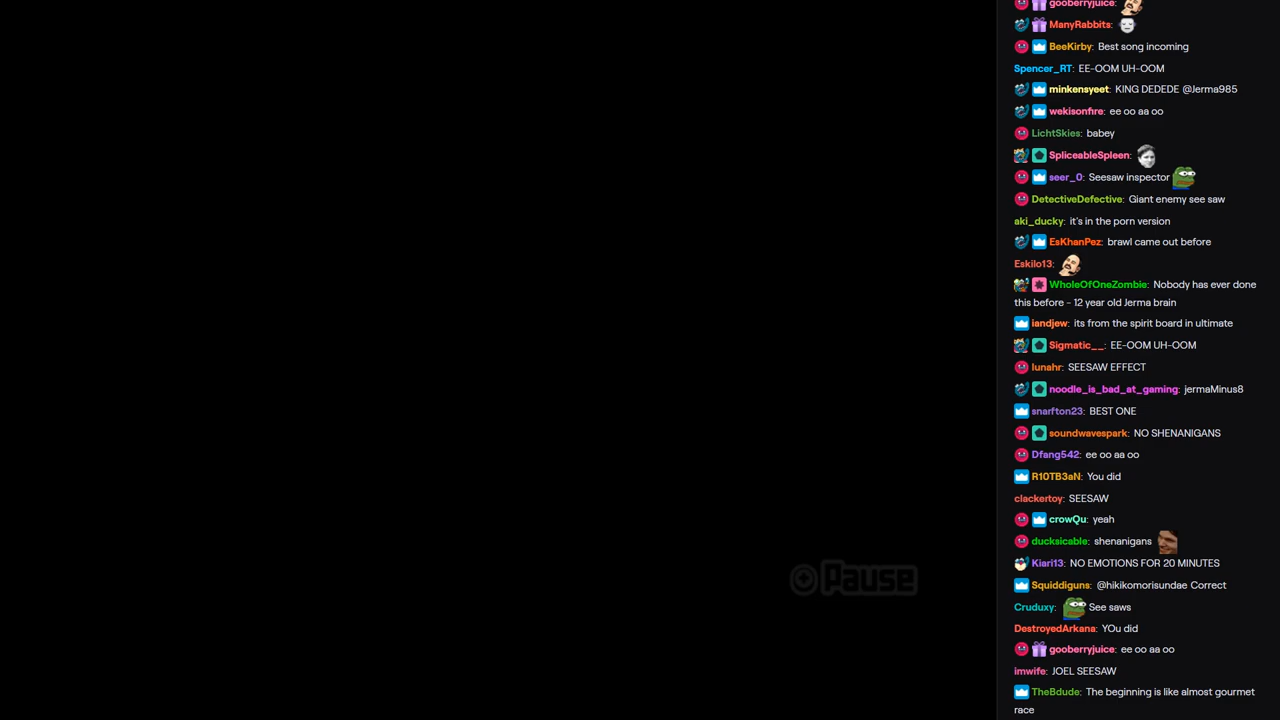 gooberryjuice:
ManyRabbits:
BeeKirby: Best song incoming
Spencer_RT: EE-OOM UH-OOM
minkensyeet: KING DEDEDE @Jerma985
wekisonfire: ee oo aa oo
LichtSkies: babey
SpliceableSpleen:
seer_0: Seesaw inspector
DetectiveDefective: Giant enemy see saw
aki_ducky: it's in the porn version
EsKhanPez: brawl came out before
Eskilo13:
WholeOfOneZombie: Nobody has ever done
this before - 12 year old Jerma brain
iandjew: its from the spirit board in ultimate
Sigmatic__: EE-OOM UH-OOM
lunahr: SEESAW EFFECT
noodle_is_bad_at_gaming: jermaMinus8
snarfton23: BEST ONE
soundwavespark: NO SHENANIGANS
Dfang542: ee oo aa oo
R10TB3aN: You did
clackertoy: SEESAW
crowQu: yeah
ducksicable: shenanigans
Pause
Kiari13: NO EMOTIONS FOR 20 MINUTES
Squiddiguns: @hikikomorisundae Correct
Cruduxy: See saws
DestroyedArkana: YOu did
gooberryjuice: ee oo aa oo
imwife: JOEL SEESAW
TheBdude: The beginning is like almost gourmet
race